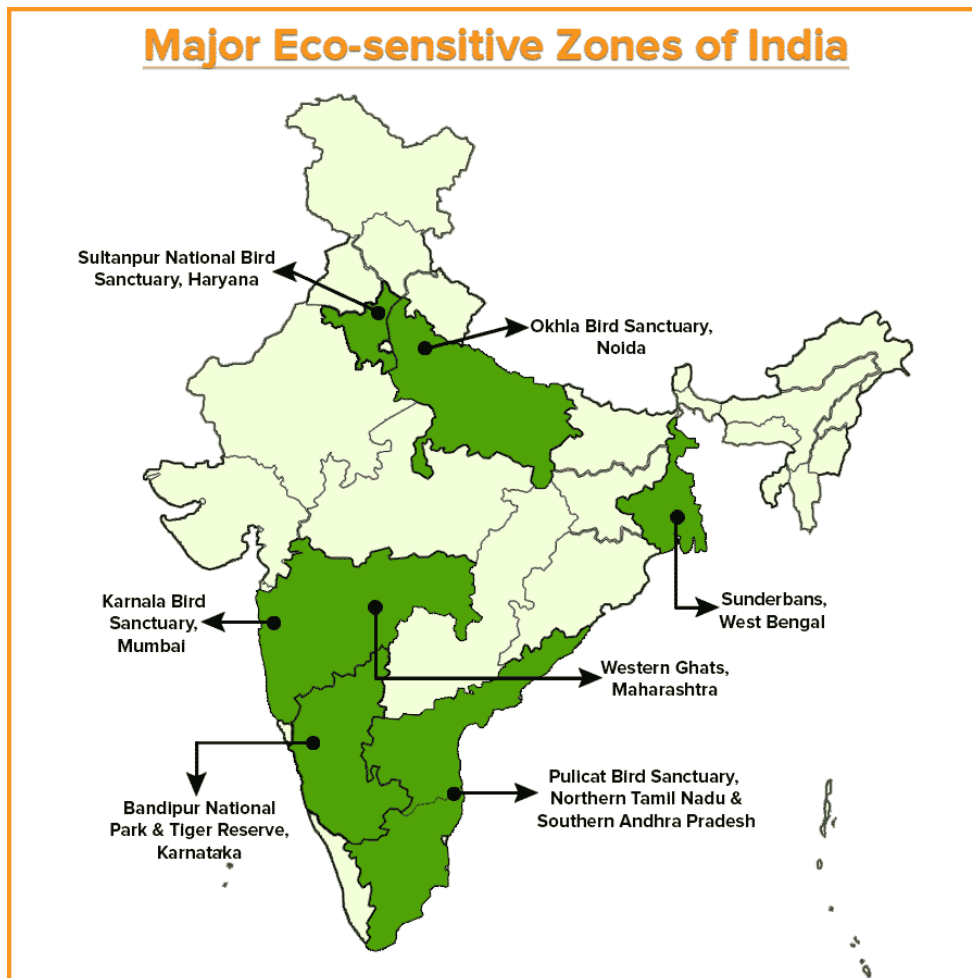 Major Eco-sensitive Zones of India
Sultanpur National Bird
Sanctuary, Haryana
Okhla Bird Sanctuary,
Noida
Karnala Bird
Sanctuary,
Mumbai
Sunderbans,
West Bengal
Western Ghats,
Maharashtra
Bandipur National
Park & Tiger Reserve,
Karnataka
Pulicat Bird Sanctuary,
Northern Tamil Nadu &
Southern Andhra Pradesh